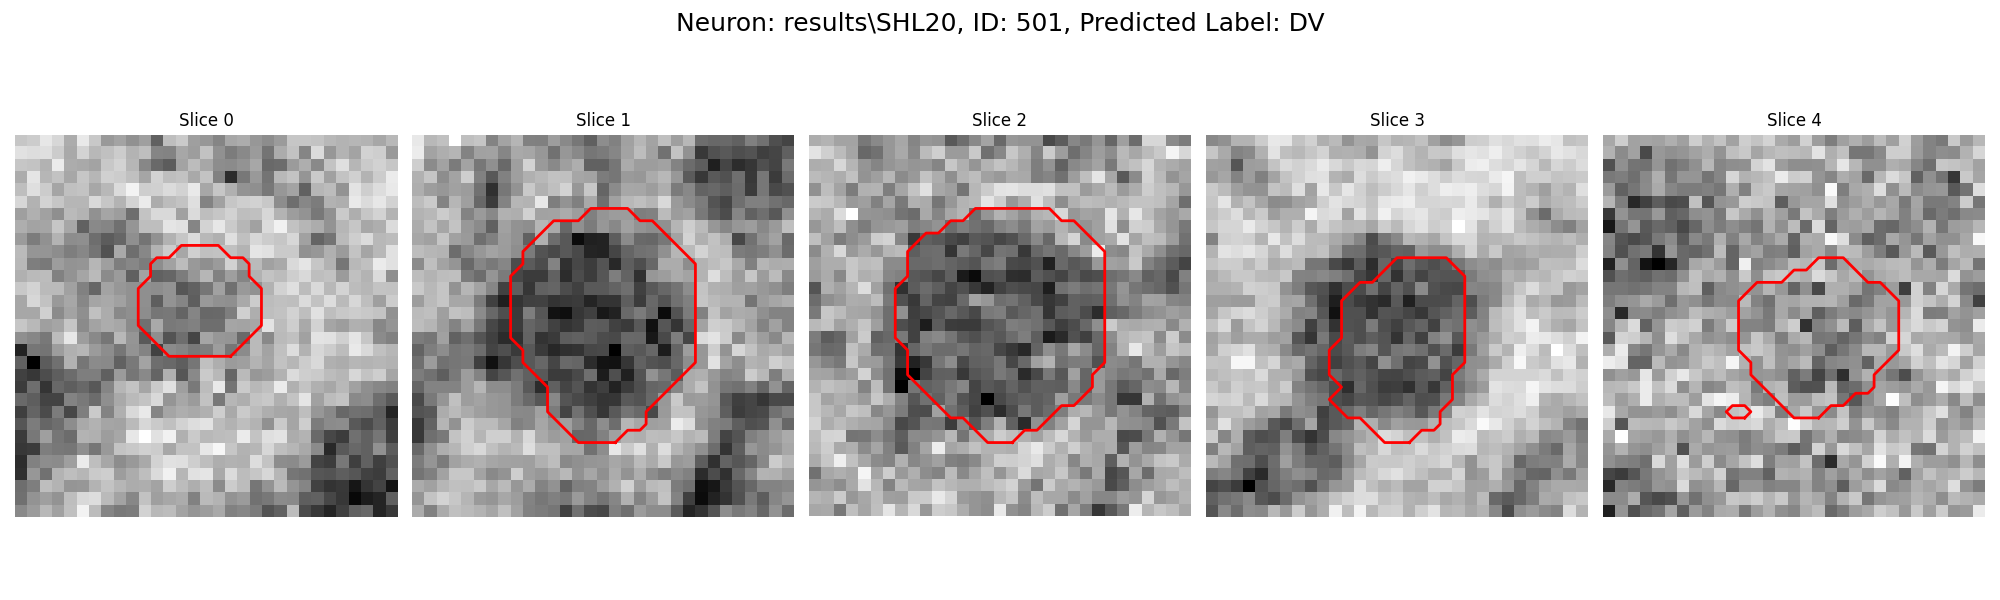 Neuron: results\SHL20, ID: 501, Predicted Label: DV
Slice 0
Slice 1
Slice 2
Slice 3
Slice 4